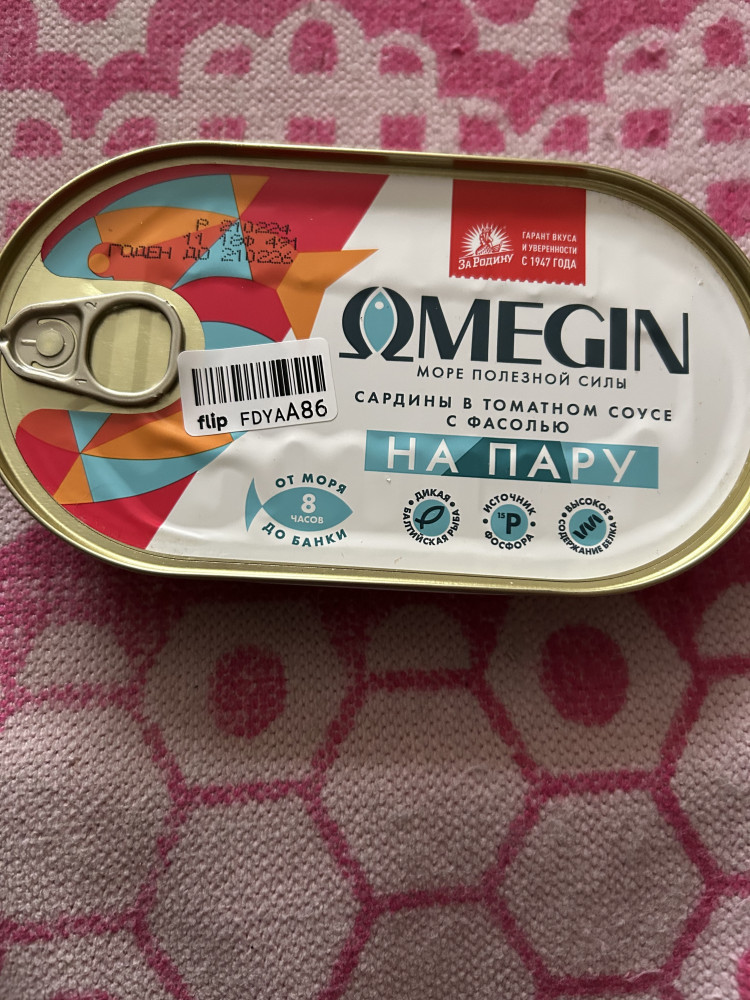 Р 210224
11 18Ф 491
ГОДЕН ДО 210226
За Родину
ГАРАНТ ВКУСА
И УВЕРЕННОСТИ
С 1947 ГОДА
ΩMEGIN
МОРЕ ПОЛЕЗНОЙ СИЛЫ
САРДИНЫ В ТОМАТНОМ СОУСЕ
С ФАСОЛЬЮ
НА ПАРУ
flip FDYAA86
ОТ МОРЯ
8
ЧАСОВ
ДО БАНКИ
ДИКАЯ
БАЛТИЙСКАЯ РЫБА
ИСТОЧНИК
15
P
ФОСФОРА
ВЫСОКОЕ
СОДЕРЖАНИЕ БЕЛКА